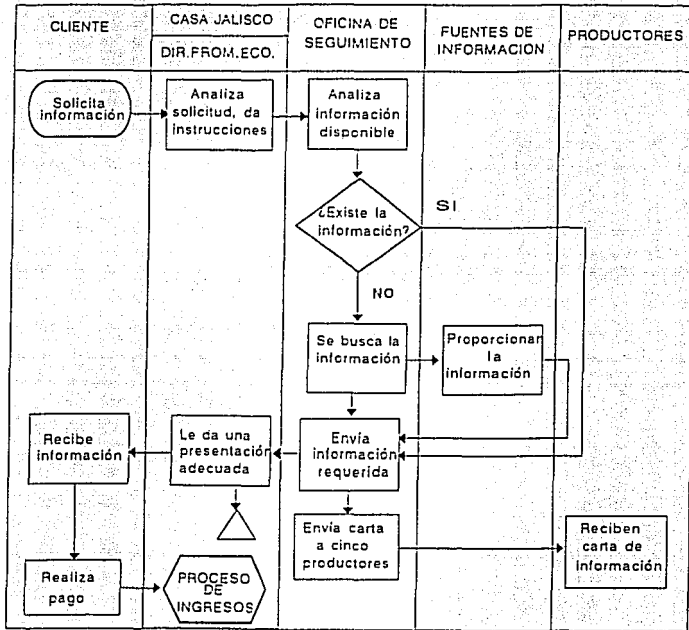 CLIENTE
CASA JALISCO
DIR.PROM.ECO.
OFICINA DE
SEGUIMIENTO
FUENTES DE
INFORMACION
PRODUCTORES
Solicita
información
Analiza
solicitud, da
instrucciones
Analiza
información
disponible
¿Existe la
información?
SI
NO
Se busca la
información
Proporcionar
la
información
Recibe
información
Le da una
presentación
adecuada
Envía
información
requerida
Envía carta
a cinco
productores
Reciben
carta de
información
Realiza
pago
PROCESO
DE
INGRESOS